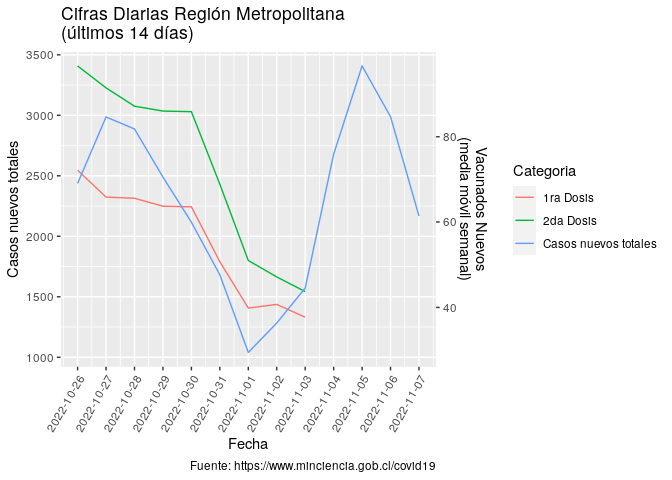 Cifras Diarias Región Metropolitana
(últimos 14 días)
3500
3000
2500
2000
1500
1000
Casos nuevos totales
80
60
40
Vacunados Nuevos
(media móvil semanal)
2022-10-26
2022-10-27
2022-10-28
2022-10-29
2022-10-30
2022-10-31
2022-11-01
2022-11-02
2022-11-03
2022-11-04
2022-11-05
2022-11-06
2022-11-07
Fecha
Categoria
1ra Dosis
2da Dosis
Casos nuevos totales
Fuente: https://www.minciencia.gob.cl/covid19